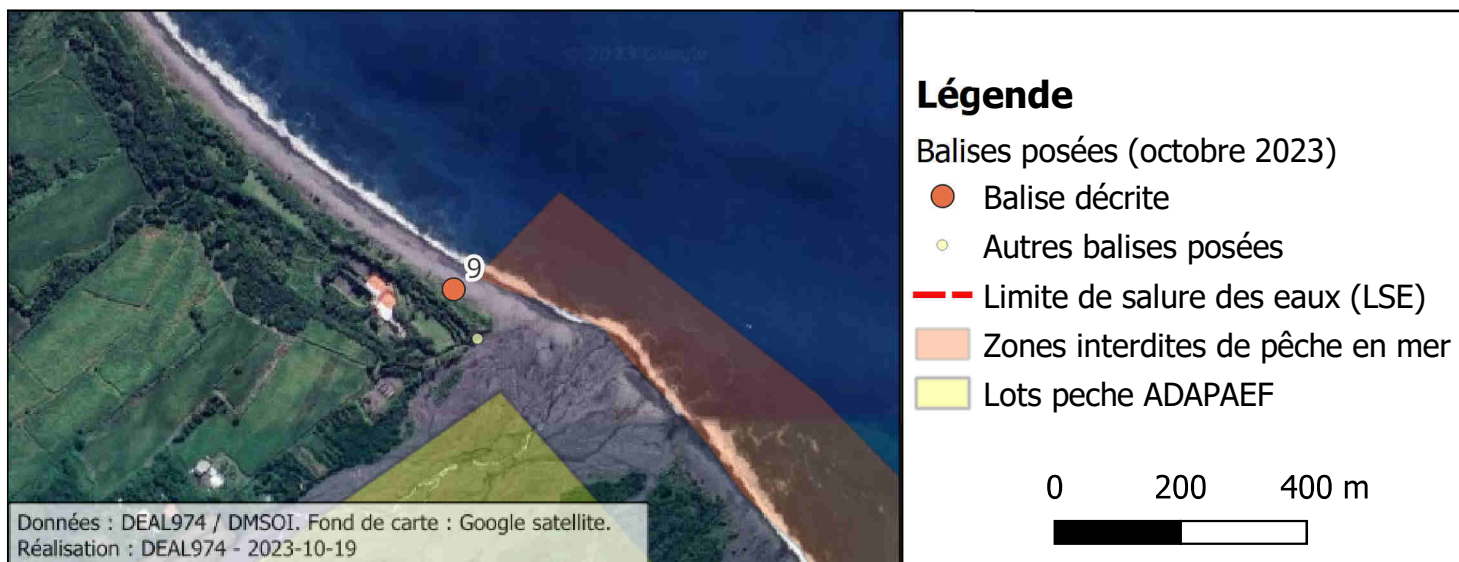 9
Données : DEAL974 / DMSOI. Fond de carte : Google satellite.
Réalisation : DEAL974 - 2023-10-19
Légende
Balises posées (octobre 2023)
Balise décrite
Autres balises posées
Limite de salure des eaux (LSE)
Zones interdites de pêche en mer
Lots peche ADAPAEF
0 200 400 m